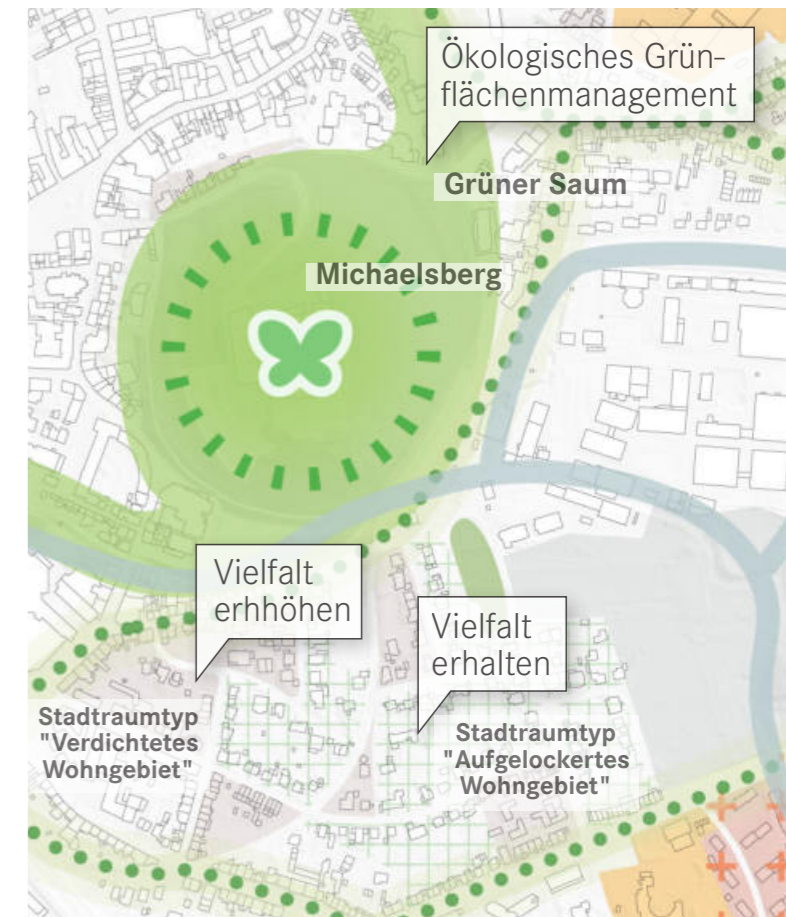 Ökologisches Grün-
flächenmanagement
Grüner Saum
Michaelsberg
Vielfalt
erhhöhen
Vielfalt
erhalten
Stadtraumtyp
"Verdichtetes
Wohngebiet"
Stadtraumtyp
"Aufgelockertes
Wohngebiet"